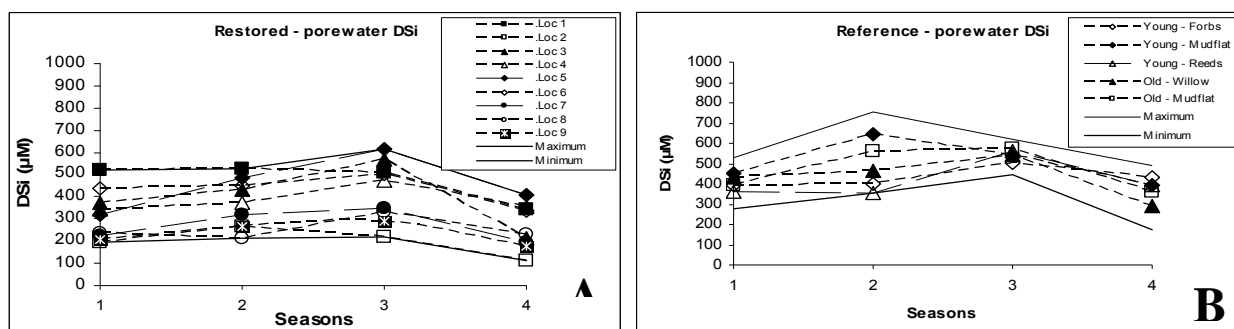 Restored - porewater DSi
DSi (µM)
1000
900
800
700
600
500
400
300
200
100
0
1 2 3 4
Seasons
.Loc 1
.Loc 2
.Loc 3
.Loc 4
.Loc 5
.Loc 6
.Loc 7
.Loc 8
.Loc 9
Maximum
Minimum
Reference - porewater DSi
DSi (µM)
1000
900
800
700
600
500
400
300
200
100
0
1 2 3 4
Seasons
Young - Forbs
Young - Mudflat
Young - Reeds
Old - Willow
Old - Mudflat
Maximum
Minimum
B